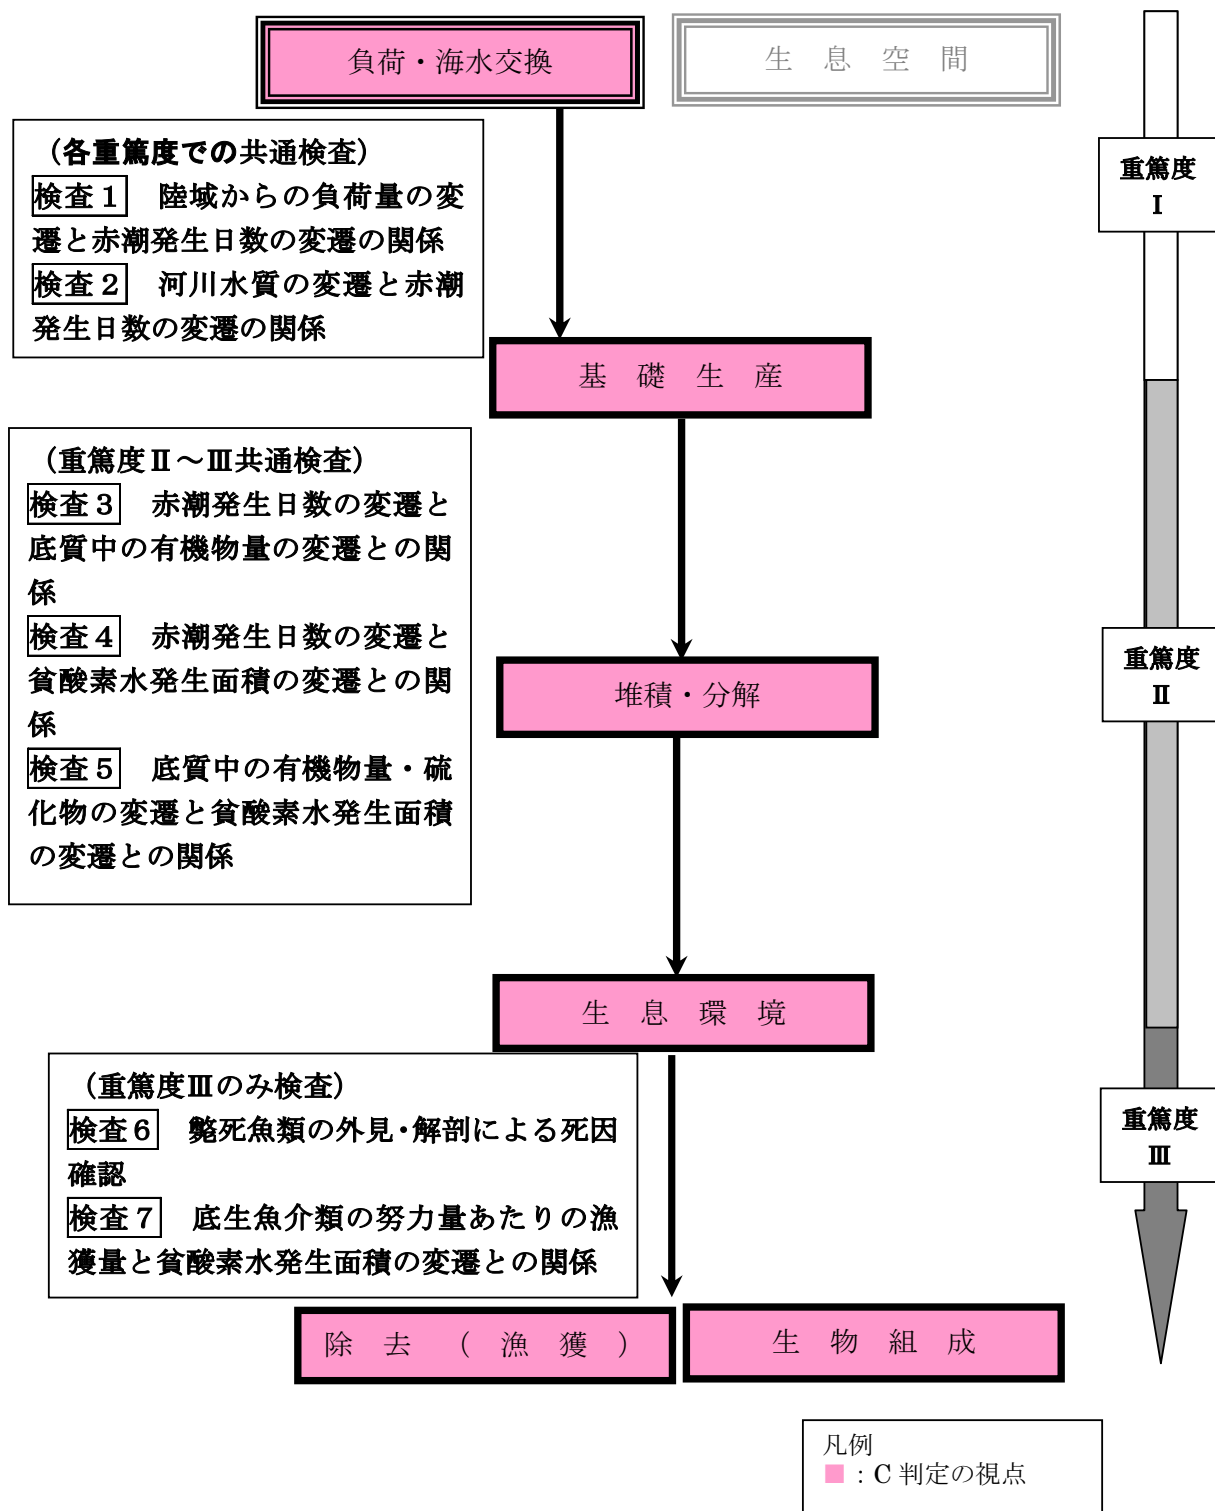 負荷・海水交換
生息空間
（各重篤度での共通検査）
検査１　陸域からの負荷量の変
遷と赤潮発生日数の変遷の関係
検査２　河川水質の変遷と赤潮
発生日数の変遷の関係
重篤度
Ⅰ
基礎生産
（重篤度Ⅱ～Ⅲ共通検査）
検査３　赤潮発生日数の変遷と
底質中の有機物量の変遷との関
係
検査４　赤潮発生日数の変遷と
貧酸素水発生面積の変遷との関
係
検査５　底質中の有機物量・硫
化物の変遷と貧酸素水発生面積
の変遷との関係
堆積・分解
重篤度
Ⅱ
生息環境
（重篤度Ⅲのみ検査）
検査６　斃死魚類の外見・解剖による死因
確認
検査７　底生魚介類の努力量あたりの漁
獲量と貧酸素水発生面積の変遷との関係
重篤度
Ⅲ
除去（漁獲）
生物組成
凡例
■：C 判定の視点